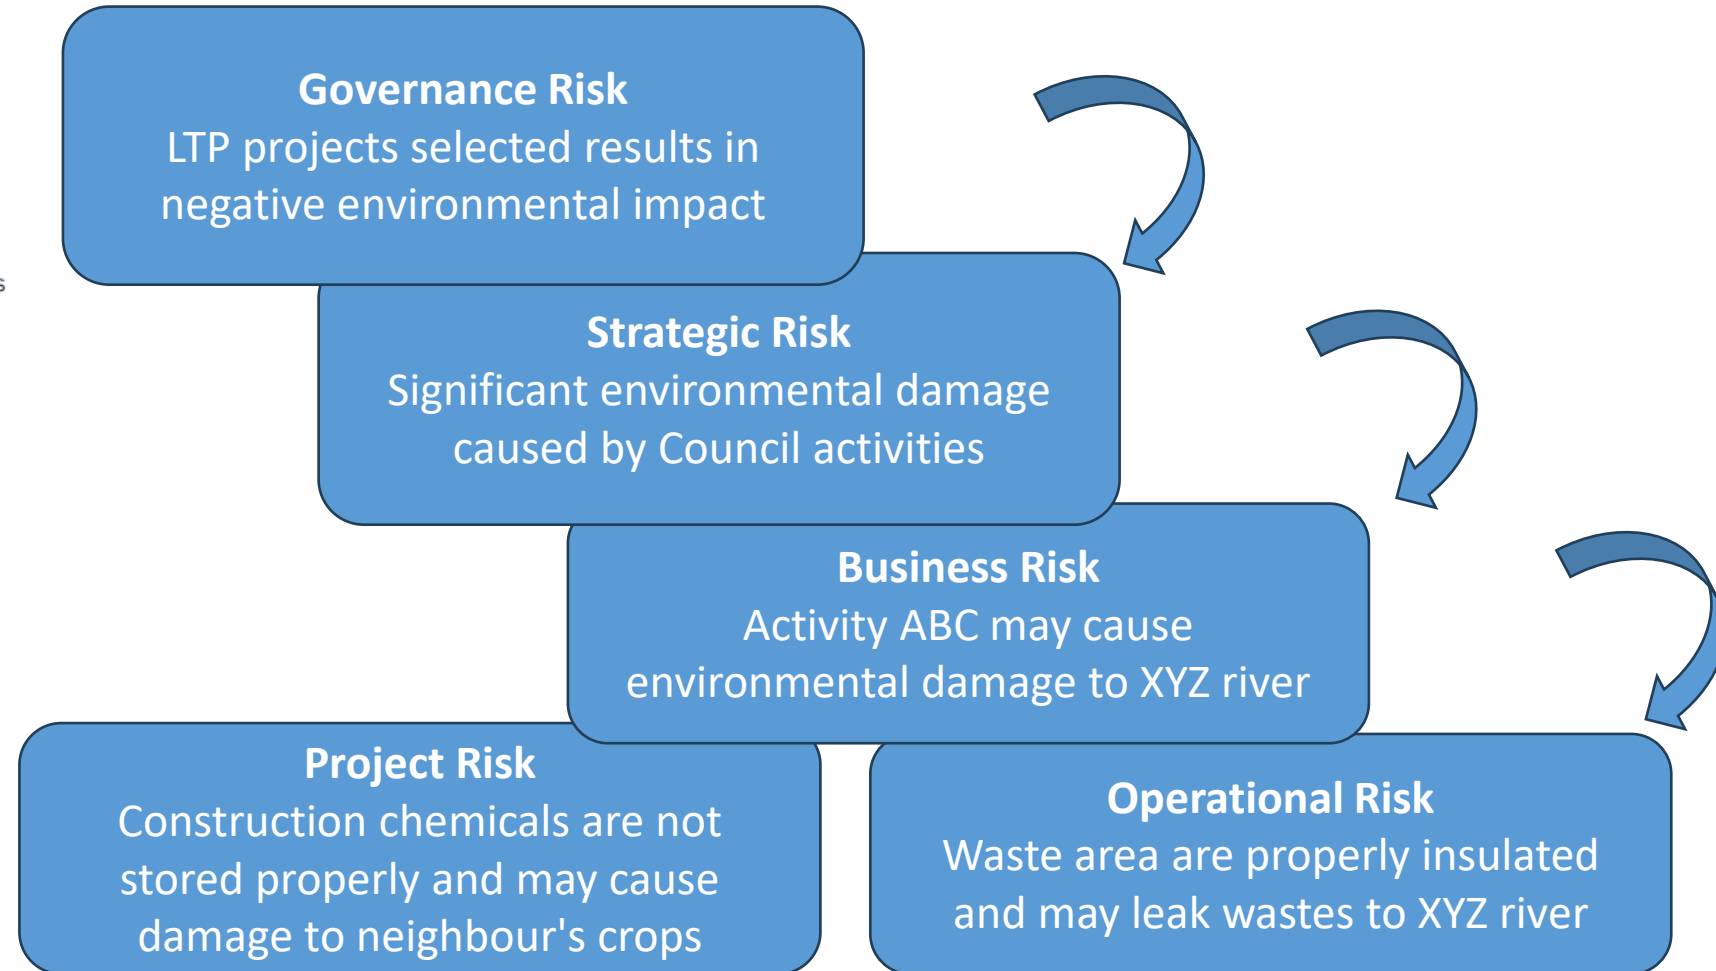 Governance Risk
LTP projects selected results in
negative environmental impact
s
Strategic Risk
Significant environmental damage
caused by Council activities
Business Risk
Activity ABC may cause
environmental damage to XYZ river
Project Risk
Construction chemicals are not
stored properly and may cause
damage to neighbour's crops
Operational Risk
Waste area are properly insulated
and may leak wastes to XYZ river